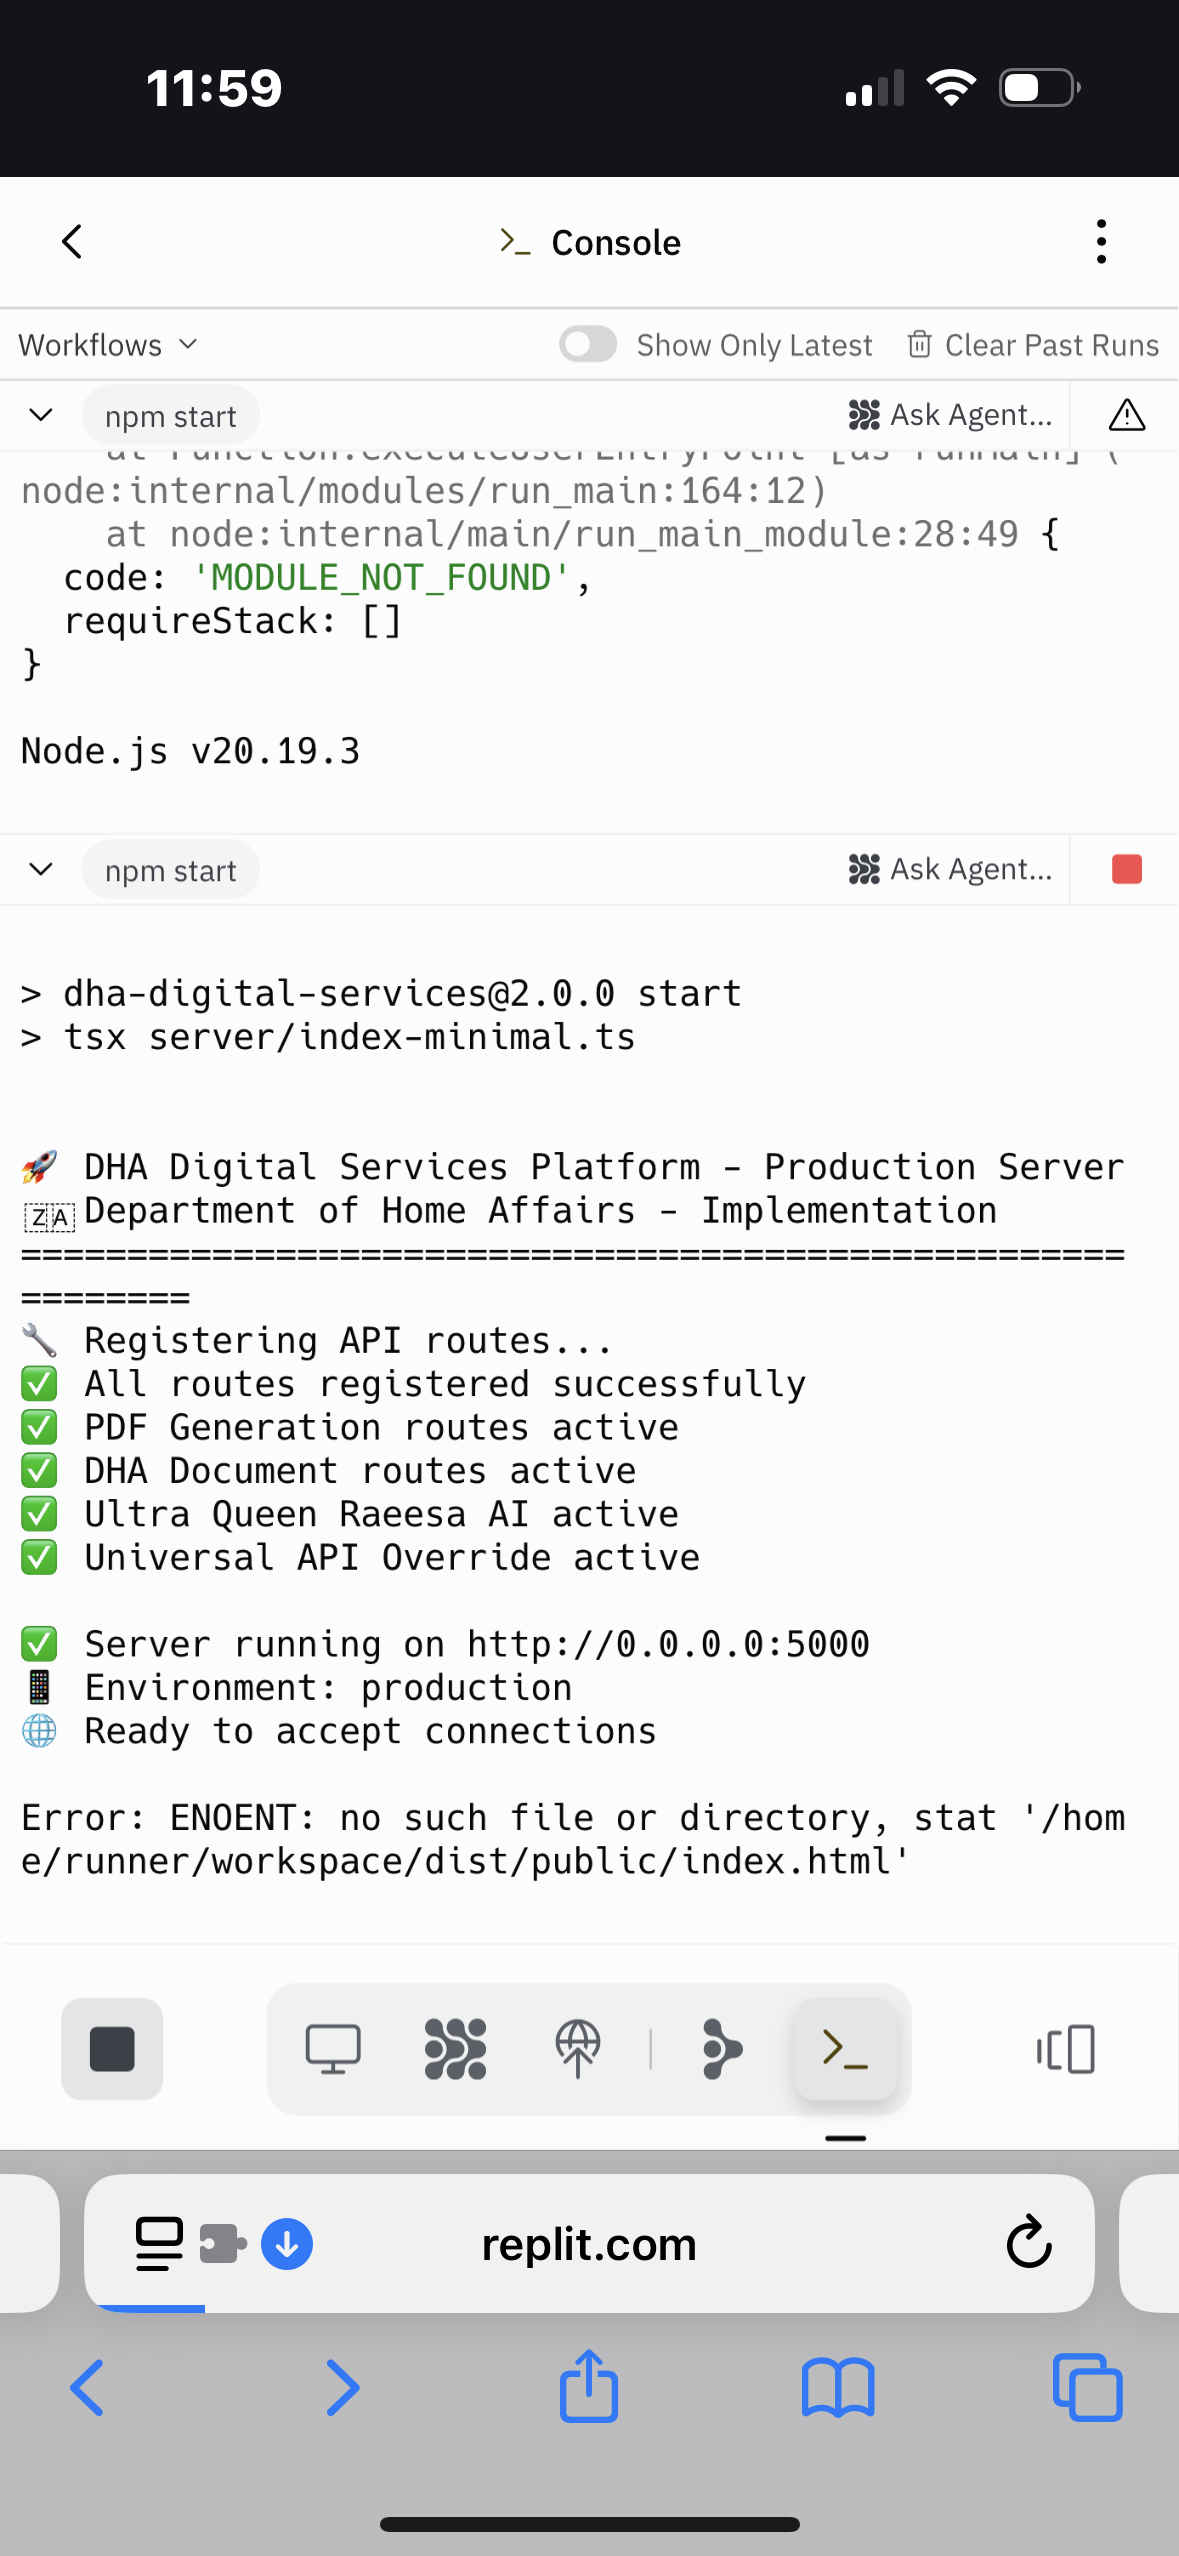 11:59
>_ Console
Workflows
Show Only Latest
Clear Past Runs
npm start
Ask Agent...
at Function.executeUserEntryPoint [as runMain] (
node:internal/modules/run_main:164:12)
at node:internal/main/run_main_module:28:49 {
code: 'MODULE_NOT_FOUND',
requireStack: []
}
Node.js v20.19.3
npm start
Ask Agent...
> dha-digital-services@2.0.0 start
> tsx server/index-minimal.ts
🚀 DHA Digital Services Platform - Production Server
🇿🇦 Department of Home Affairs - Implementation
====================================================
========
🔧 Registering API routes...
✅ All routes registered successfully
✅ PDF Generation routes active
✅ DHA Document routes active
✅ Ultra Queen Raeesa AI active
✅ Universal API Override active
✅ Server running on http://0.0.0.0:5000
📱 Environment: production
🌐 Ready to accept connections
Error: ENOENT: no such file or directory, stat '/hom
e/runner/workspace/dist/public/index.html'
replit.com